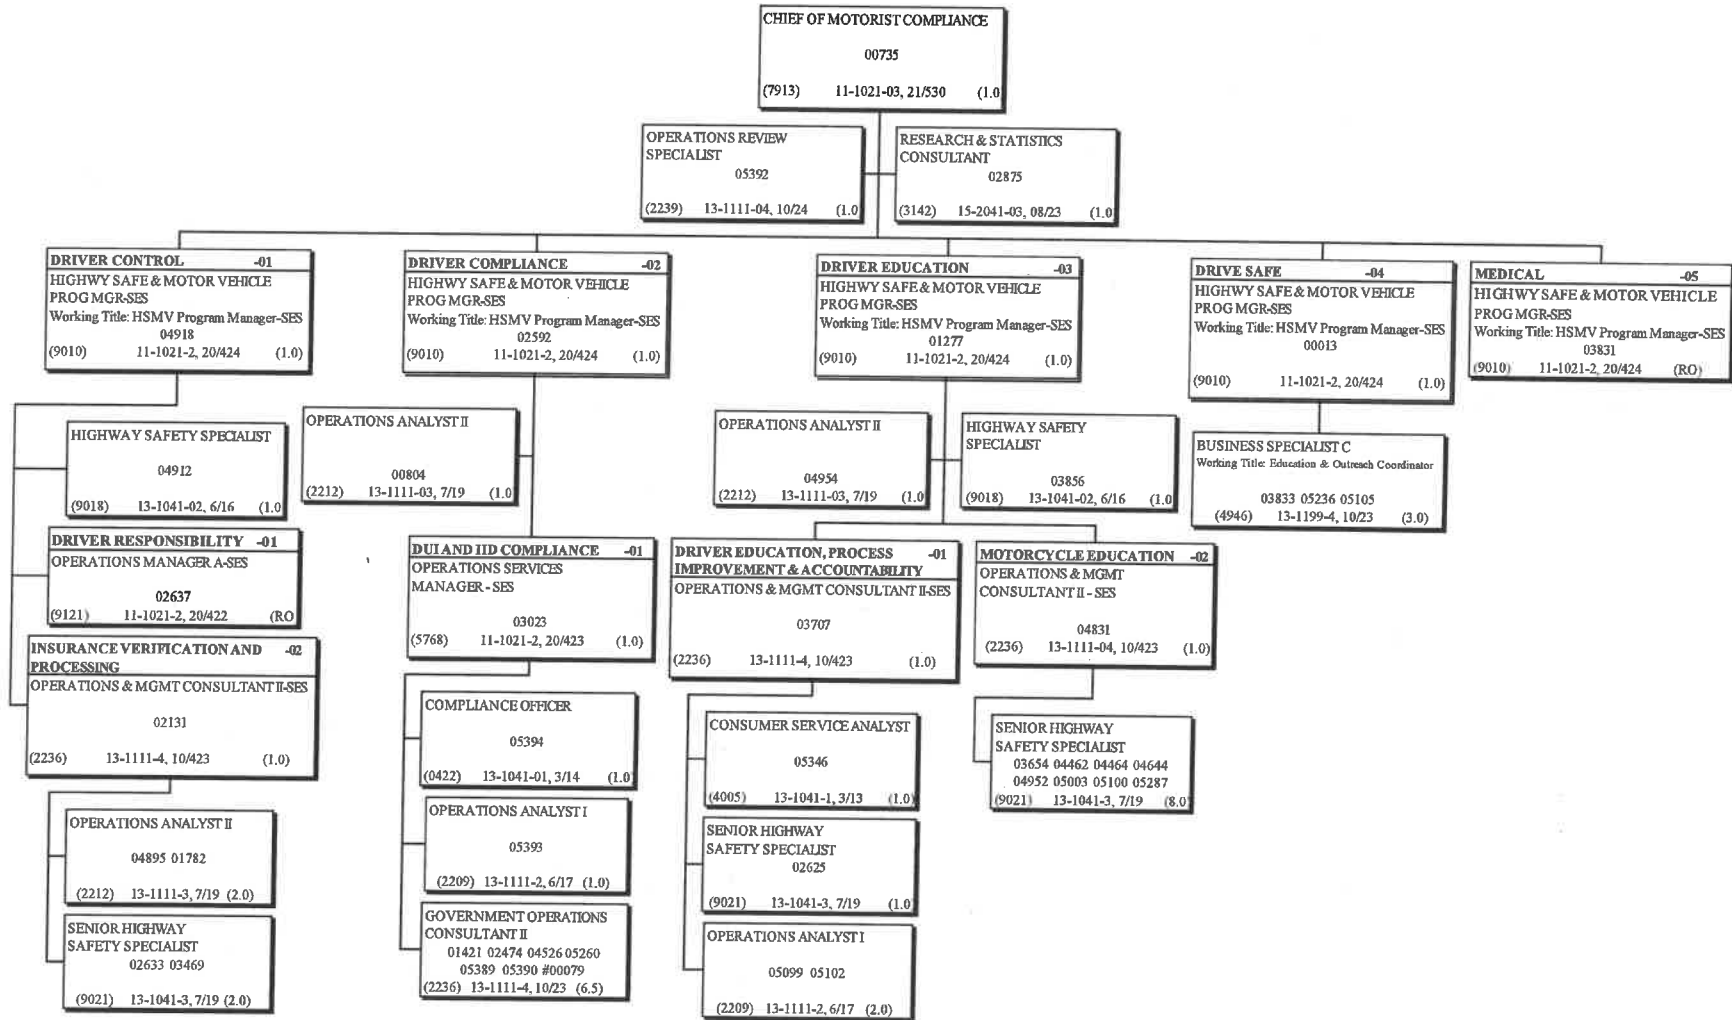 CHIEF OF MOTORIST COMPLIANCE
00735
(7913) 11-1021-03, 21/530 (1.0
OPERATIONS REVIEW
SPECIALIST
05392
(2239) 13-1111-04, 10/24 (1.0
RESEARCH & STATISTICS
CONSULTANT
02875
(3142) 15-2041-03, 08/23 (1.0
DRIVER CONTROL -01
HIGHWY SAFE & MOTOR VEHICLE
PROG MGR-SES
Working Title: HSMV Program Manager-SES
04918
(9010) 11-1021-2, 20/424 (1.0)
DRIVER COMPLIANCE -02
HIGHWY SAFE & MOTOR VEHICLE
PROG MGR-SES
Working Title: HSMV Program Manager-SES
02592
(9010) 11-1021-2, 20/424 (1.0)
DRIVER EDUCATION -03
HIGHWY SAFE & MOTOR VEHICLE
PROG MGR-SES
Working Title: HSMV Program Manager-SES
01277
(9010) 11-1021-2, 20/424 (1.0)
DRIVE SAFE -04
HIGHWY SAFE & MOTOR VEHICLE
PROG MGR-SES
Working Title: HSMV Program Manager-SES
00013
(9010) 11-1021-2, 20/424 (1.0)
MEDICAL -05
HIGHWY SAFE & MOTOR VEHICLE
PROG MGR-SES
Working Title: HSMV Program Manager-SES
03831
(9010) 11-1021-2, 20/424 (RO)
HIGHWAY SAFETY SPECIALIST
04912
(9018) 13-1041-02, 6/16 (1.0
OPERATIONS ANALYST II
00804
(2212) 13-1111-03, 7/19 (1.0
OPERATIONS ANALYST II
04954
(2212) 13-1111-03, 7/19 (1.0
HIGHWAY SAFETY
SPECIALIST
03856
(9018) 13-1041-02, 6/16 (1.0
BUSINESS SPECIALIST C
Working Title: Education & Outreach Coordinator
03833 05236 05105
(4946) 13-1199-4, 10/23 (3.0)
DRIVER RESPONSIBILITY -01
OPERATIONS MANAGER A-SES
02637
(9121) 11-1021-2, 20/422 (RO
DUI AND IID COMPLIANCE -01
OPERATIONS SERVICES
MANAGER - SES
03023
(5768) 11-1021-2, 20/423 (1.0)
DRIVER EDUCATION, PROCESS -01
IMPROVEMENT & ACCOUNTABILITY
OPERATIONS & MGMT CONSULTANT II-SES
03707
(2236) 13-1111-4, 10/423 (1.0)
MOTORCYCLE EDUCATION -02
OPERATIONS & MGMT
CONSULTANT II - SES
04831
(2236) 13-1111-04, 10/423 (1.0)
INSURANCE VERIFICATION AND -02
PROCESSING
OPERATIONS & MGMT CONSULTANT II-SES
02131
(2236) 13-1111-4, 10/423 (1.0)
COMPLIANCE OFFICER
05394
(0422) 13-1041-01, 3/14 (1.0
CONSUMER SERVICE ANALYST
05346
(4005) 13-1041-1, 3/13 (1.0
SENIOR HIGHWAY
SAFETY SPECIALIST
03654 04462 04464 04644
04952 05003 05100 05287
(9021) 13-1041-3, 7/19 (8.0
OPERATIONS ANALYST II
04895 01782
(2212) 13-1111-3, 7/19 (2.0)
OPERATIONS ANALYST I
05393
(2209) 13-1111-2, 6/17 (1.0)
SENIOR HIGHWAY
SAFETY SPECIALIST
02625
(9021) 13-1041-3, 7/19 (1.0
SENIOR HIGHWAY
SAFETY SPECIALIST
02633 03469
(9021) 13-1041-3, 7/19 (2.0)
GOVERNMENT OPERATIONS
CONSULTANT II
01421 02474 04526 05260
05389 05390 #00079
(2236) 13-1111-4, 10/23 (6.5)
OPERATIONS ANALYST I
05099 05102
(2209) 13-1111-2, 6/17 (2.0)